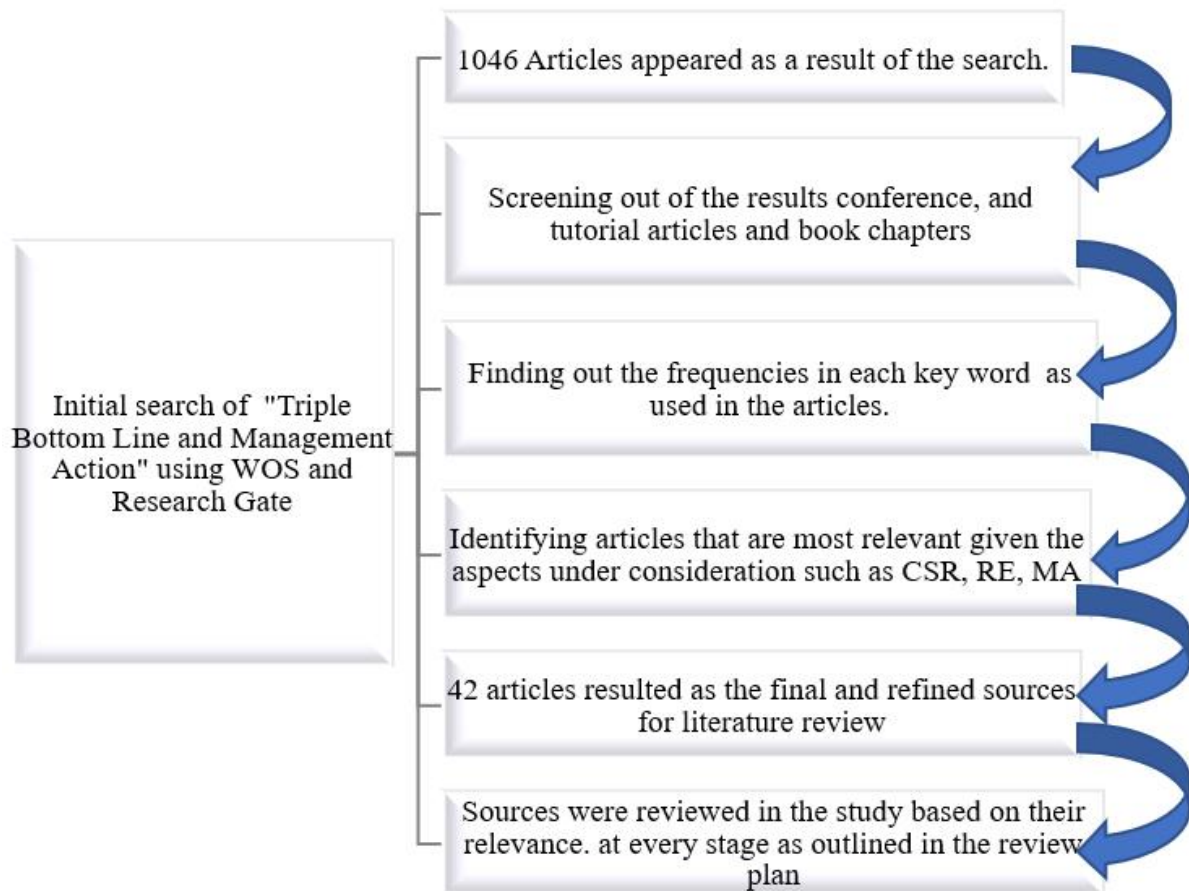 Initial search of "Triple
Bottom Line and Management
Action" using WOS and
Research Gate
1046 Articles appeared as a result of the search.
Screening out of the results conference, and
tutorial articles and book chapters
Finding out the frequencies in each key word as
used in the articles.
Identifying articles that are most relevant given the
aspects under consideration such as CSR, RE, MA
42 articles resulted as the final and refined sources
for literature review
Sources were reviewed in the study based on their
relevance. at every stage as outlined in the review
plan